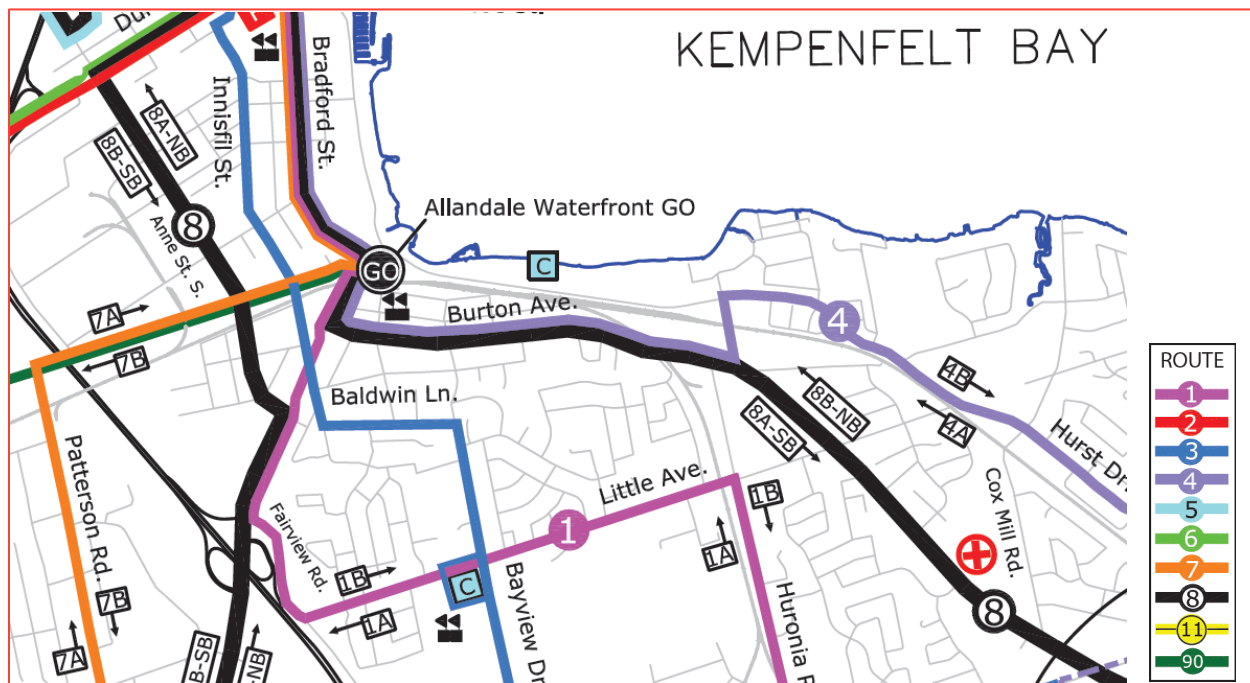 KEMPENFELT BAY
Bradford St.
Innisfil St.
8A-NB
8B-SB
8
Anne St. S.
Allandale Waterfront GO
GO
C
Burton Ave.
4
7A
7B
4B
4A
Hurst Dr.
Baldwin Ln.
8B-NB
8A-SB
Patterson Rd.
Little Ave.
1
1B
1A
Cox Mill Rd.
Fairview Rd.
1B
1A
C
Bayview Dr.
Huronia R
8
7B
7A
B-SB
-NB
ROUTE
1
2
3
4
5
6
7
8
11
90